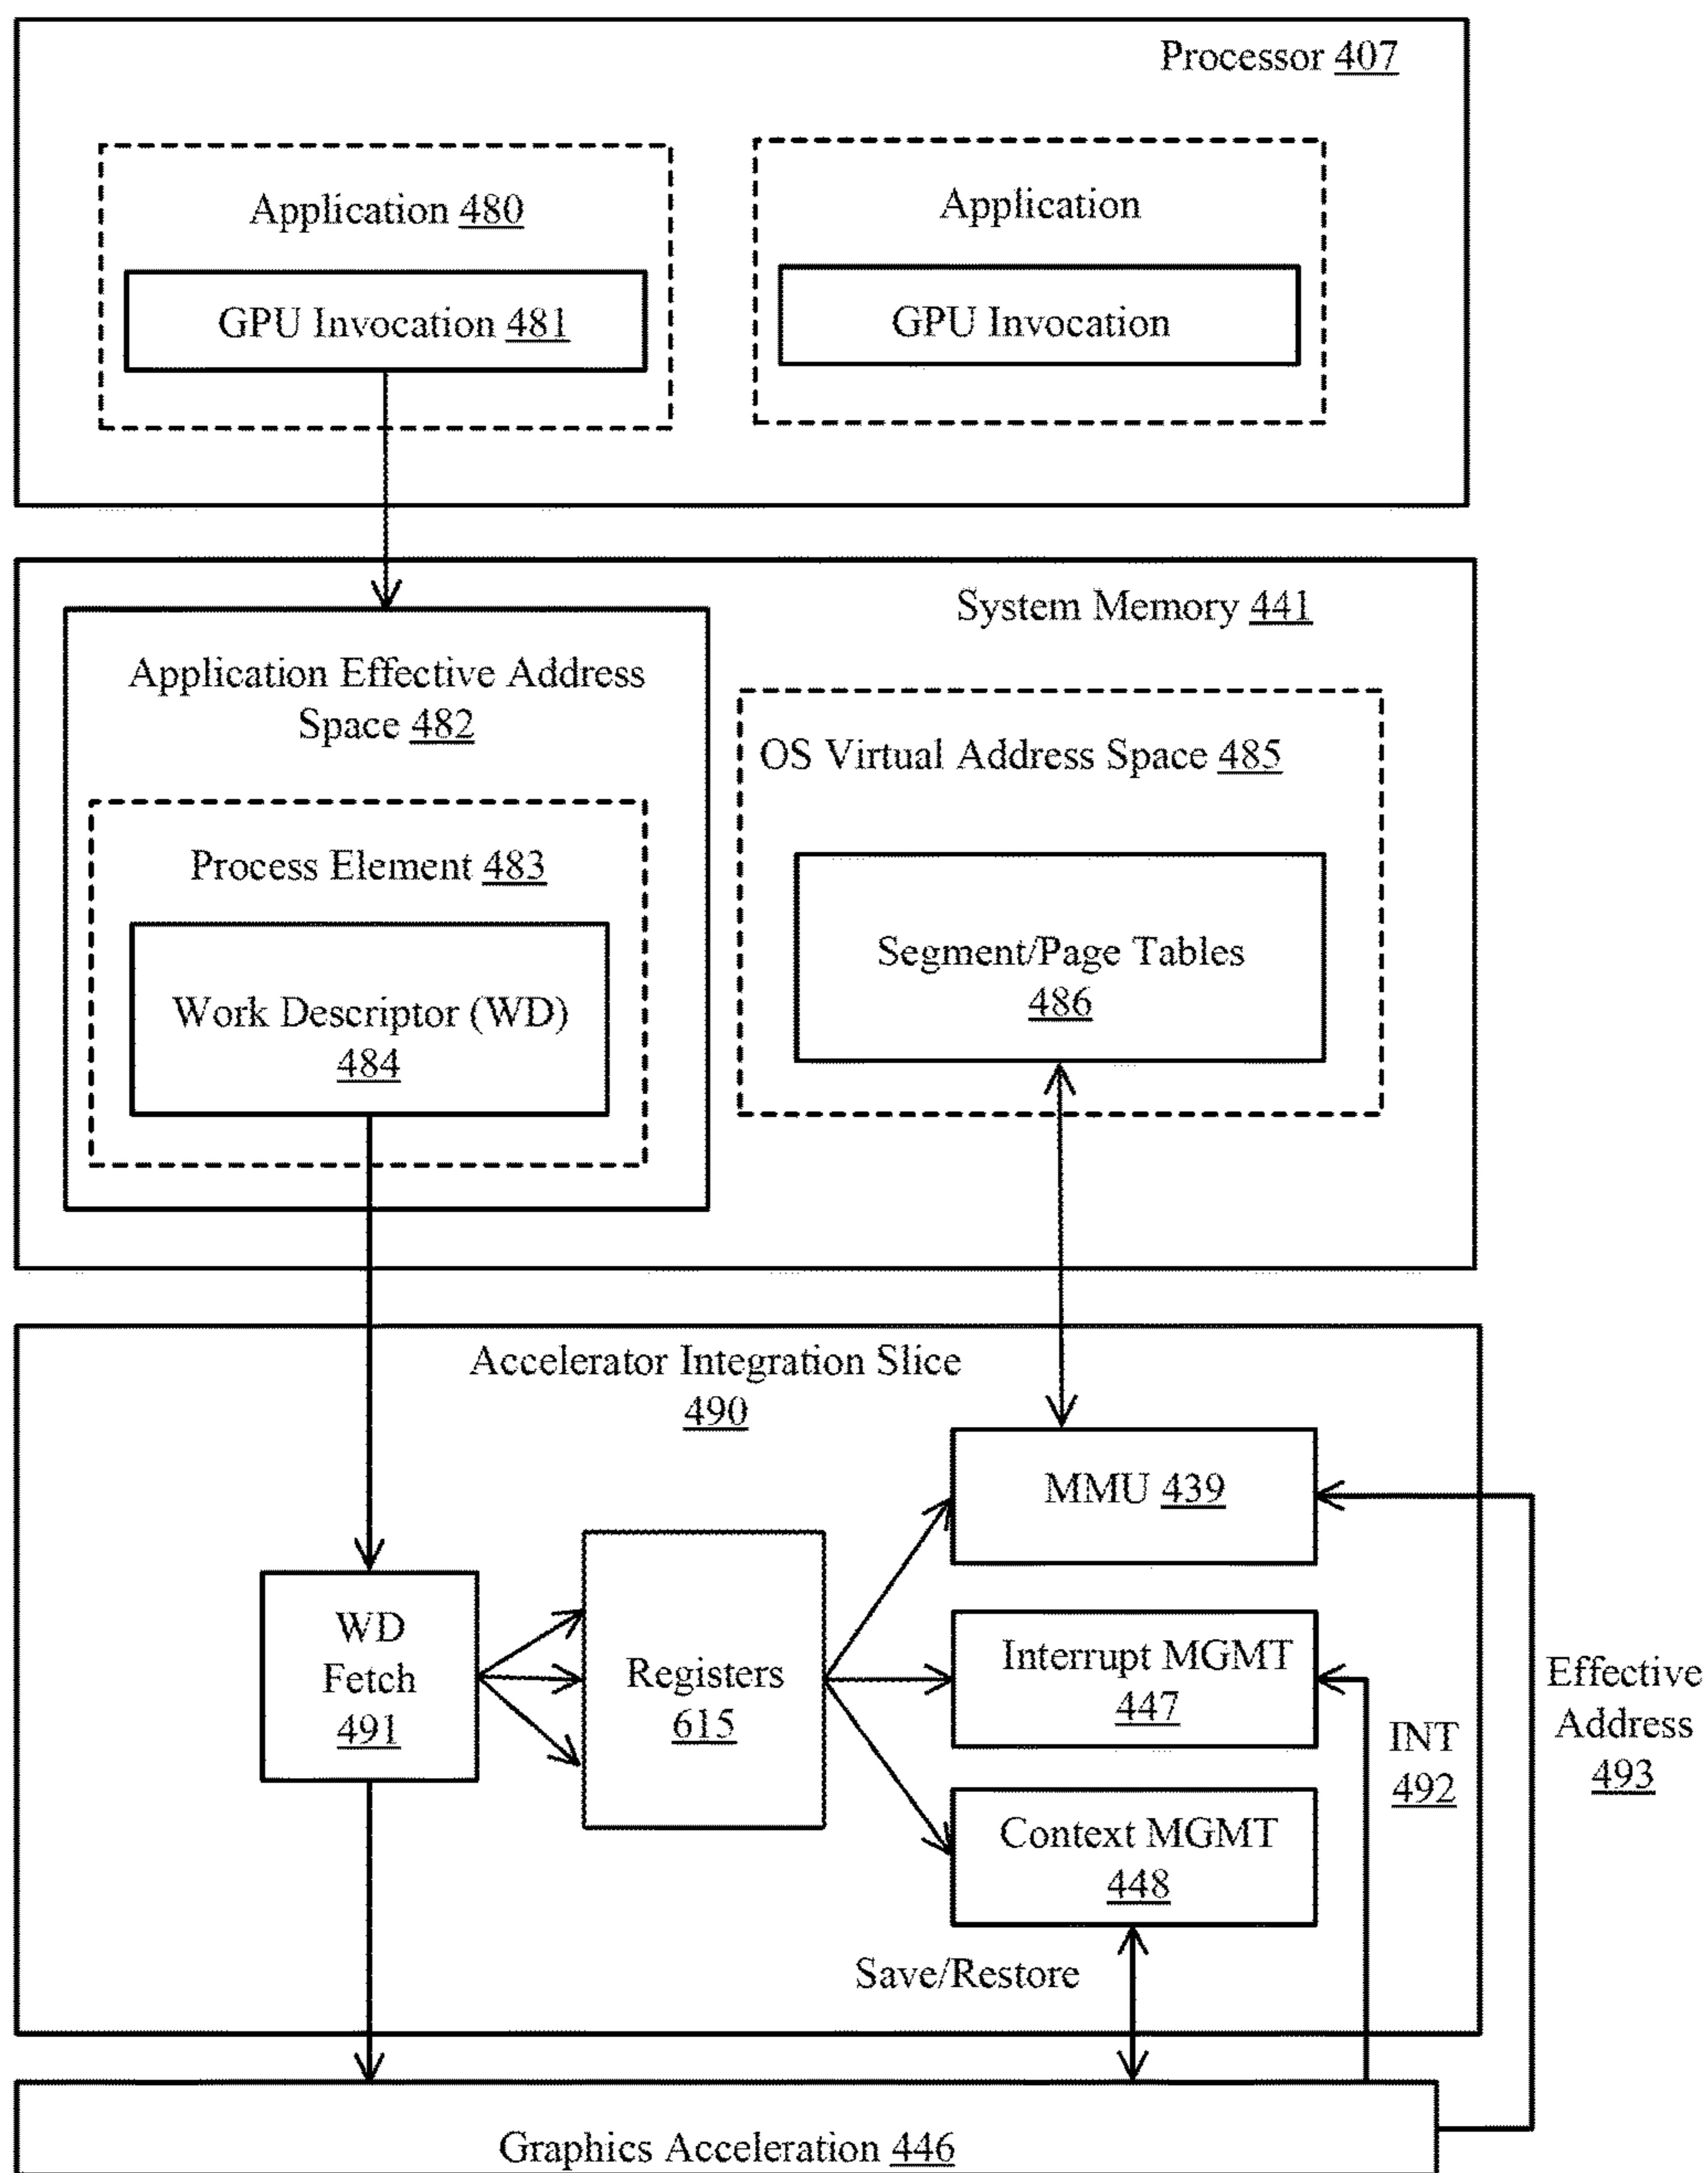 Processor 407
Application 480
Application
GPU Invocation 481
GPU Invocation
System Memory 441
Application Effective Address
Space 482
OS Virtual Address Space 485
Process Element 483
Segment/Page Tables
486
Work Descriptor (WD)
484
Accelerator Integration Slice
490
MMU 439
WD
Fetch
491
Registers
615
Interrupt MGMT
447
Effective
Address
493
INT
492
Context MGMT
448
Save/Restore
Graphics Acceleration 446